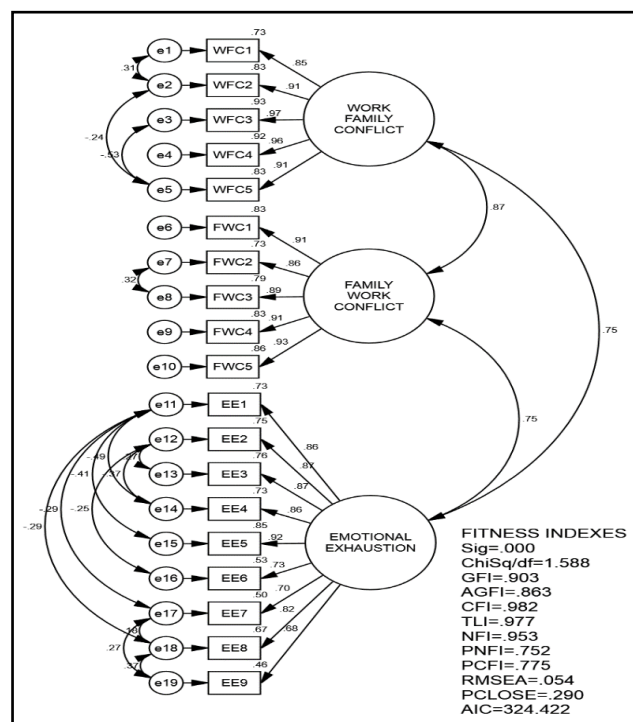 .73
e1 WFC1 .85
.31 .83
e2 WFC2 .91
.93
e3 WFC3 .97
-.24 .92
e4 WFC4 .96
-.53 .83
e5 WFC5 .91
WORK
FAMILY
CONFLICT
.87
.83
e6 FWC1 .91
.73
e7 FWC2 .86
.32 .79
e8 FWC3 .89
.83
e9 FWC4 .91
.86
e10 FWC5 .93
FAMILY
WORK
CONFLICT
.75
.75
.73
e11 EE1 .86
.75
e12 EE2 .87
-.49 .27 .76
e13 EE3 .87
-.41 -.37 .73
e14 EE4 .86
.85
e15 EE5 .92
-.29 -.25 .53
-.29
e16 EE6 .73
.50
e17 EE7 .70
.18 .67
e18 EE8 .82
.27 .37 .46
e19 EE9 .68
EMOTIONAL
EXHAUSTION
FITNESS INDEXES
Sig=.000
ChiSq/df=1.588
GFI=.903
AGFI=.863
CFI=.982
TLI=.977
NFI=.953
PNFI=.752
PCFI=.775
RMSEA=.054
PCLOSE=.290
AIC=324.422